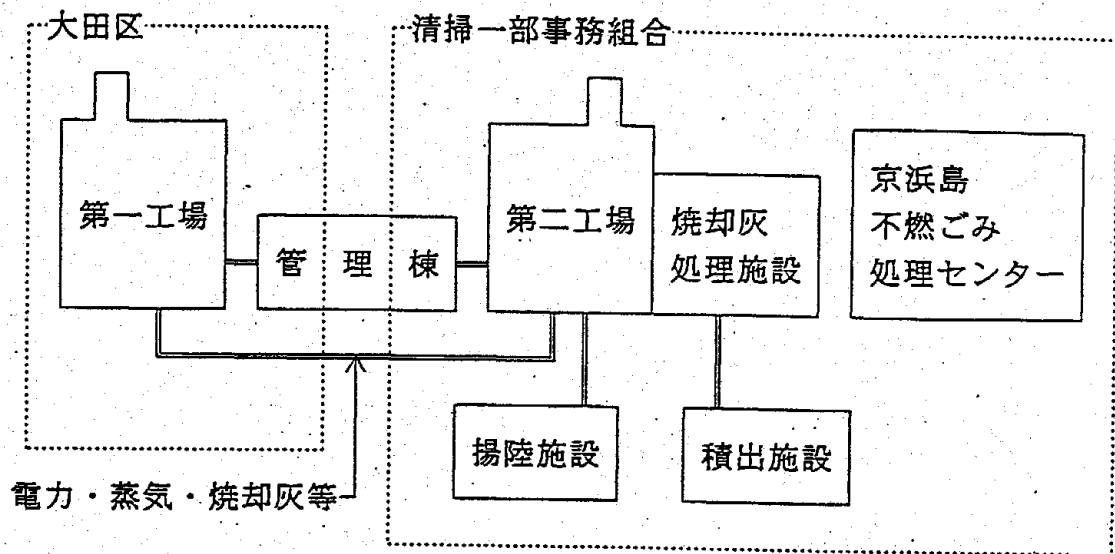 大田区
清掃一部事務組合
第一工場
管理棟
第二工場
焼却灰
処理施設
京浜島
不燃ごみ
処理センター
揚陸施設
積出施設
電力・蒸気・焼却灰等